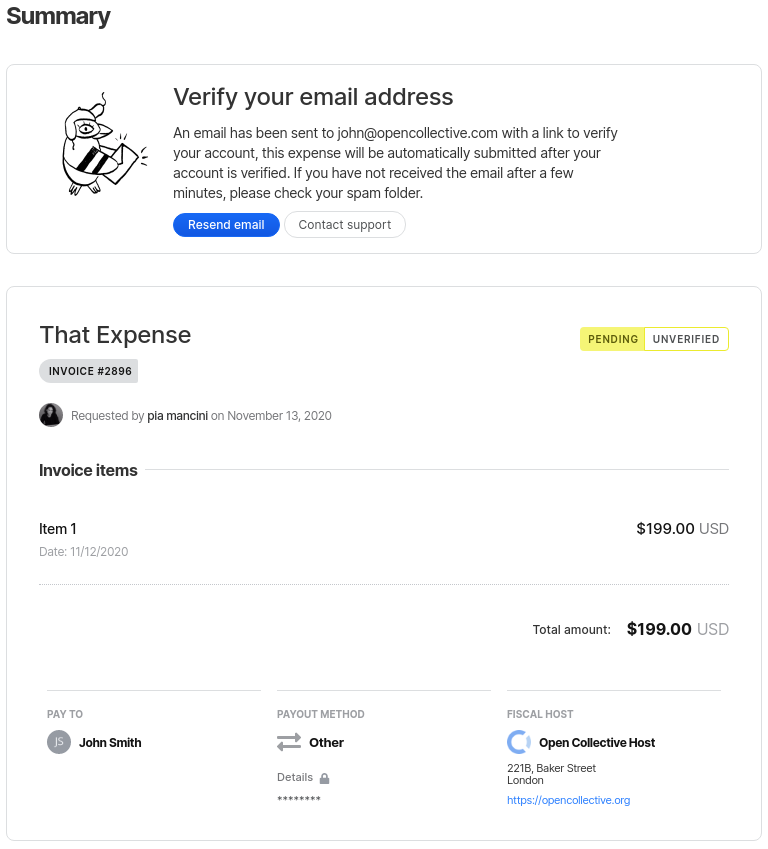 Summary
Verify your email address
An email has been sent to john@opencollective.com with a link to verify
your account, this expense will be automatically submitted after your
account is verified. If you have not received the email after a few
minutes, please check your spam folder.
Resend email Contact support
That Expense
PENDING UNVERIFIED
INVOICE #2896
Requested by pia mancini on November 13, 2020
Invoice items
Item 1 $199.00 USD
Date: 11/12/2020
Total amount: $199.00 USD
PAY TO
JS John Smith
PAYOUT METHOD
Other
Details
********
FISCAL HOST
Open Collective Host
221B, Baker Street
London
https://opencollective.org